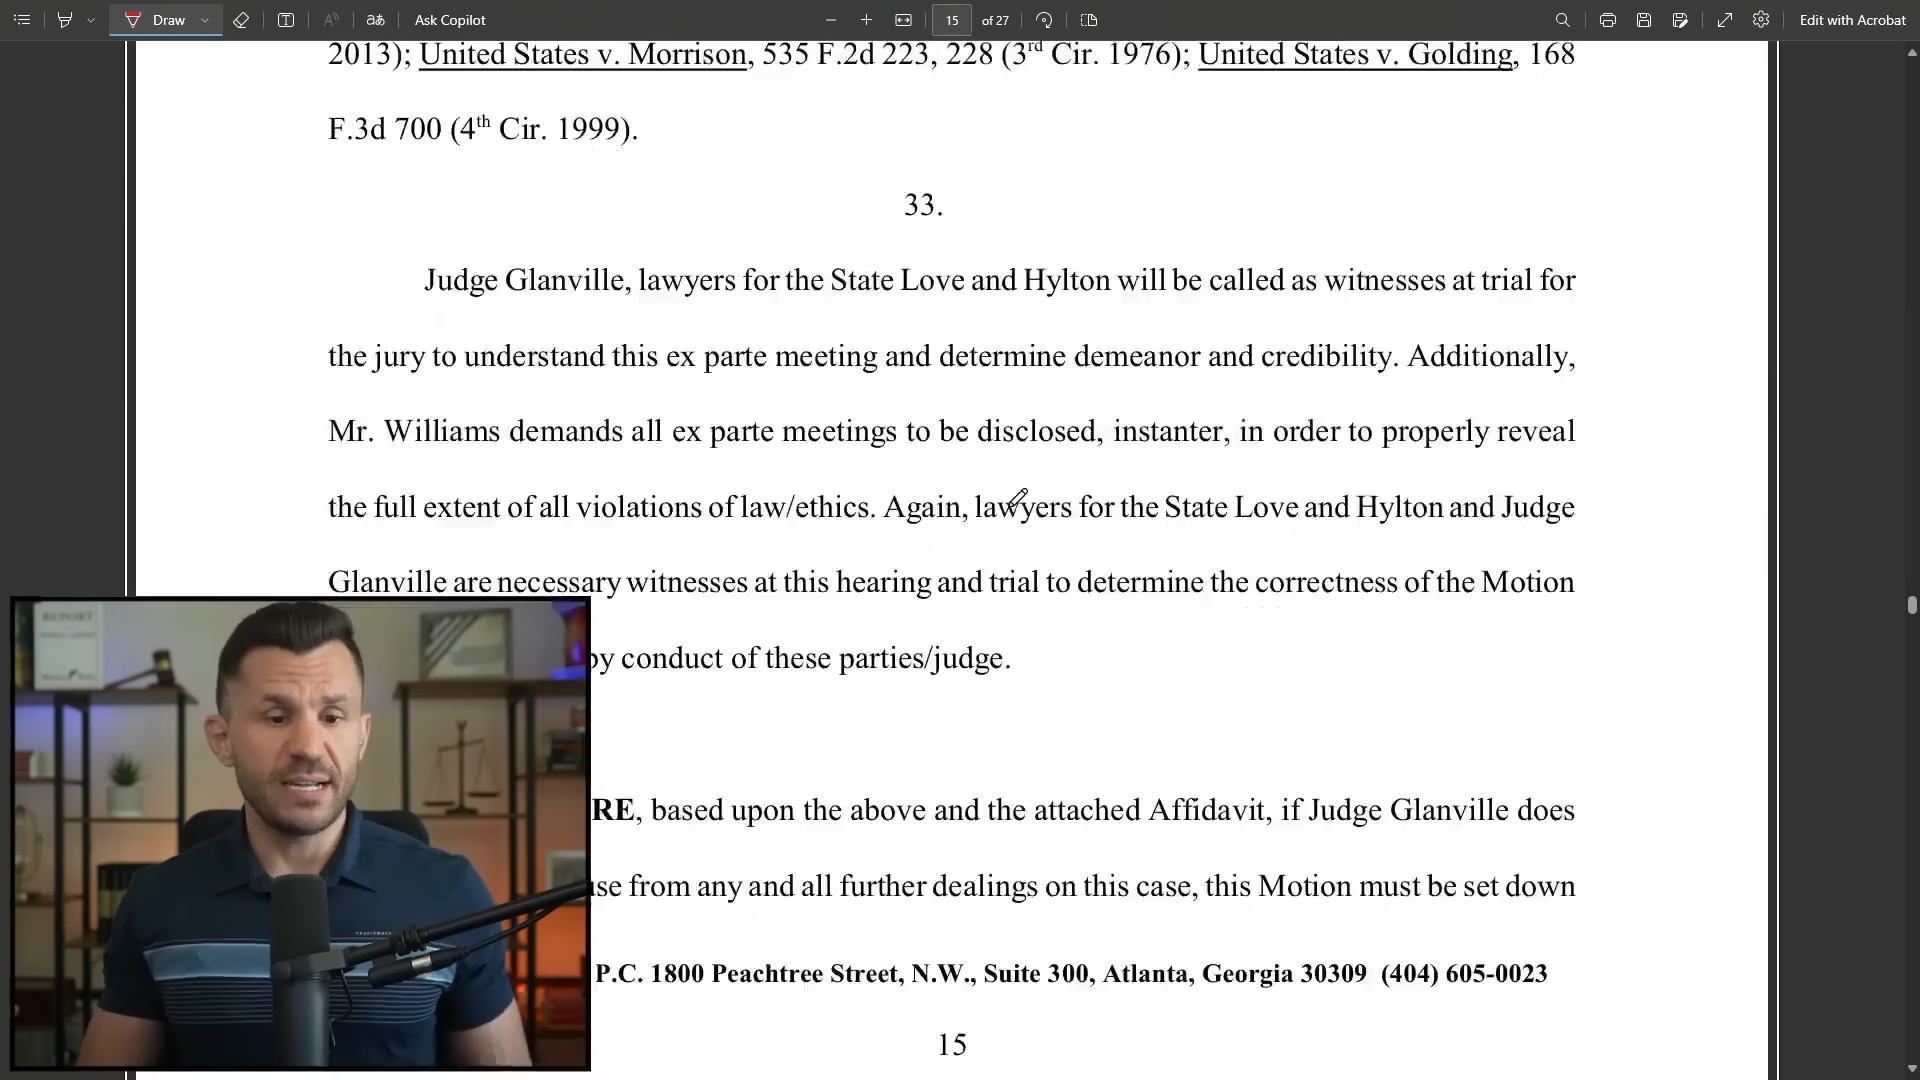 Draw
Ask Copilot
15 of 27
Edit with Acrobat
2013); United States v. Morrison, 535 F.2d 223, 228 (3rd Cir. 1976); United States v. Golding, 168
F.3d 700 (4th Cir. 1999).
33.
Judge Glanville, lawyers for the State Love and Hylton will be called as witnesses at trial for
the jury to understand this ex parte meeting and determine demeanor and credibility. Additionally,
Mr. Williams demands all ex parte meetings to be disclosed, instanter, in order to properly reveal
the full extent of all violations of law/ethics. Again, lawyers for the State Love and Hylton and Judge
Glanville are necessary witnesses at this hearing and trial to determine the correctness of the Motion
by conduct of these parties/judge.
RE, based upon the above and the attached Affidavit, if Judge Glanville does
use from any and all further dealings on this case, this Motion must be set down
P.C. 1800 Peachtree Street, N.W., Suite 300, Atlanta, Georgia 30309 (404) 605-0023
15
REPORT